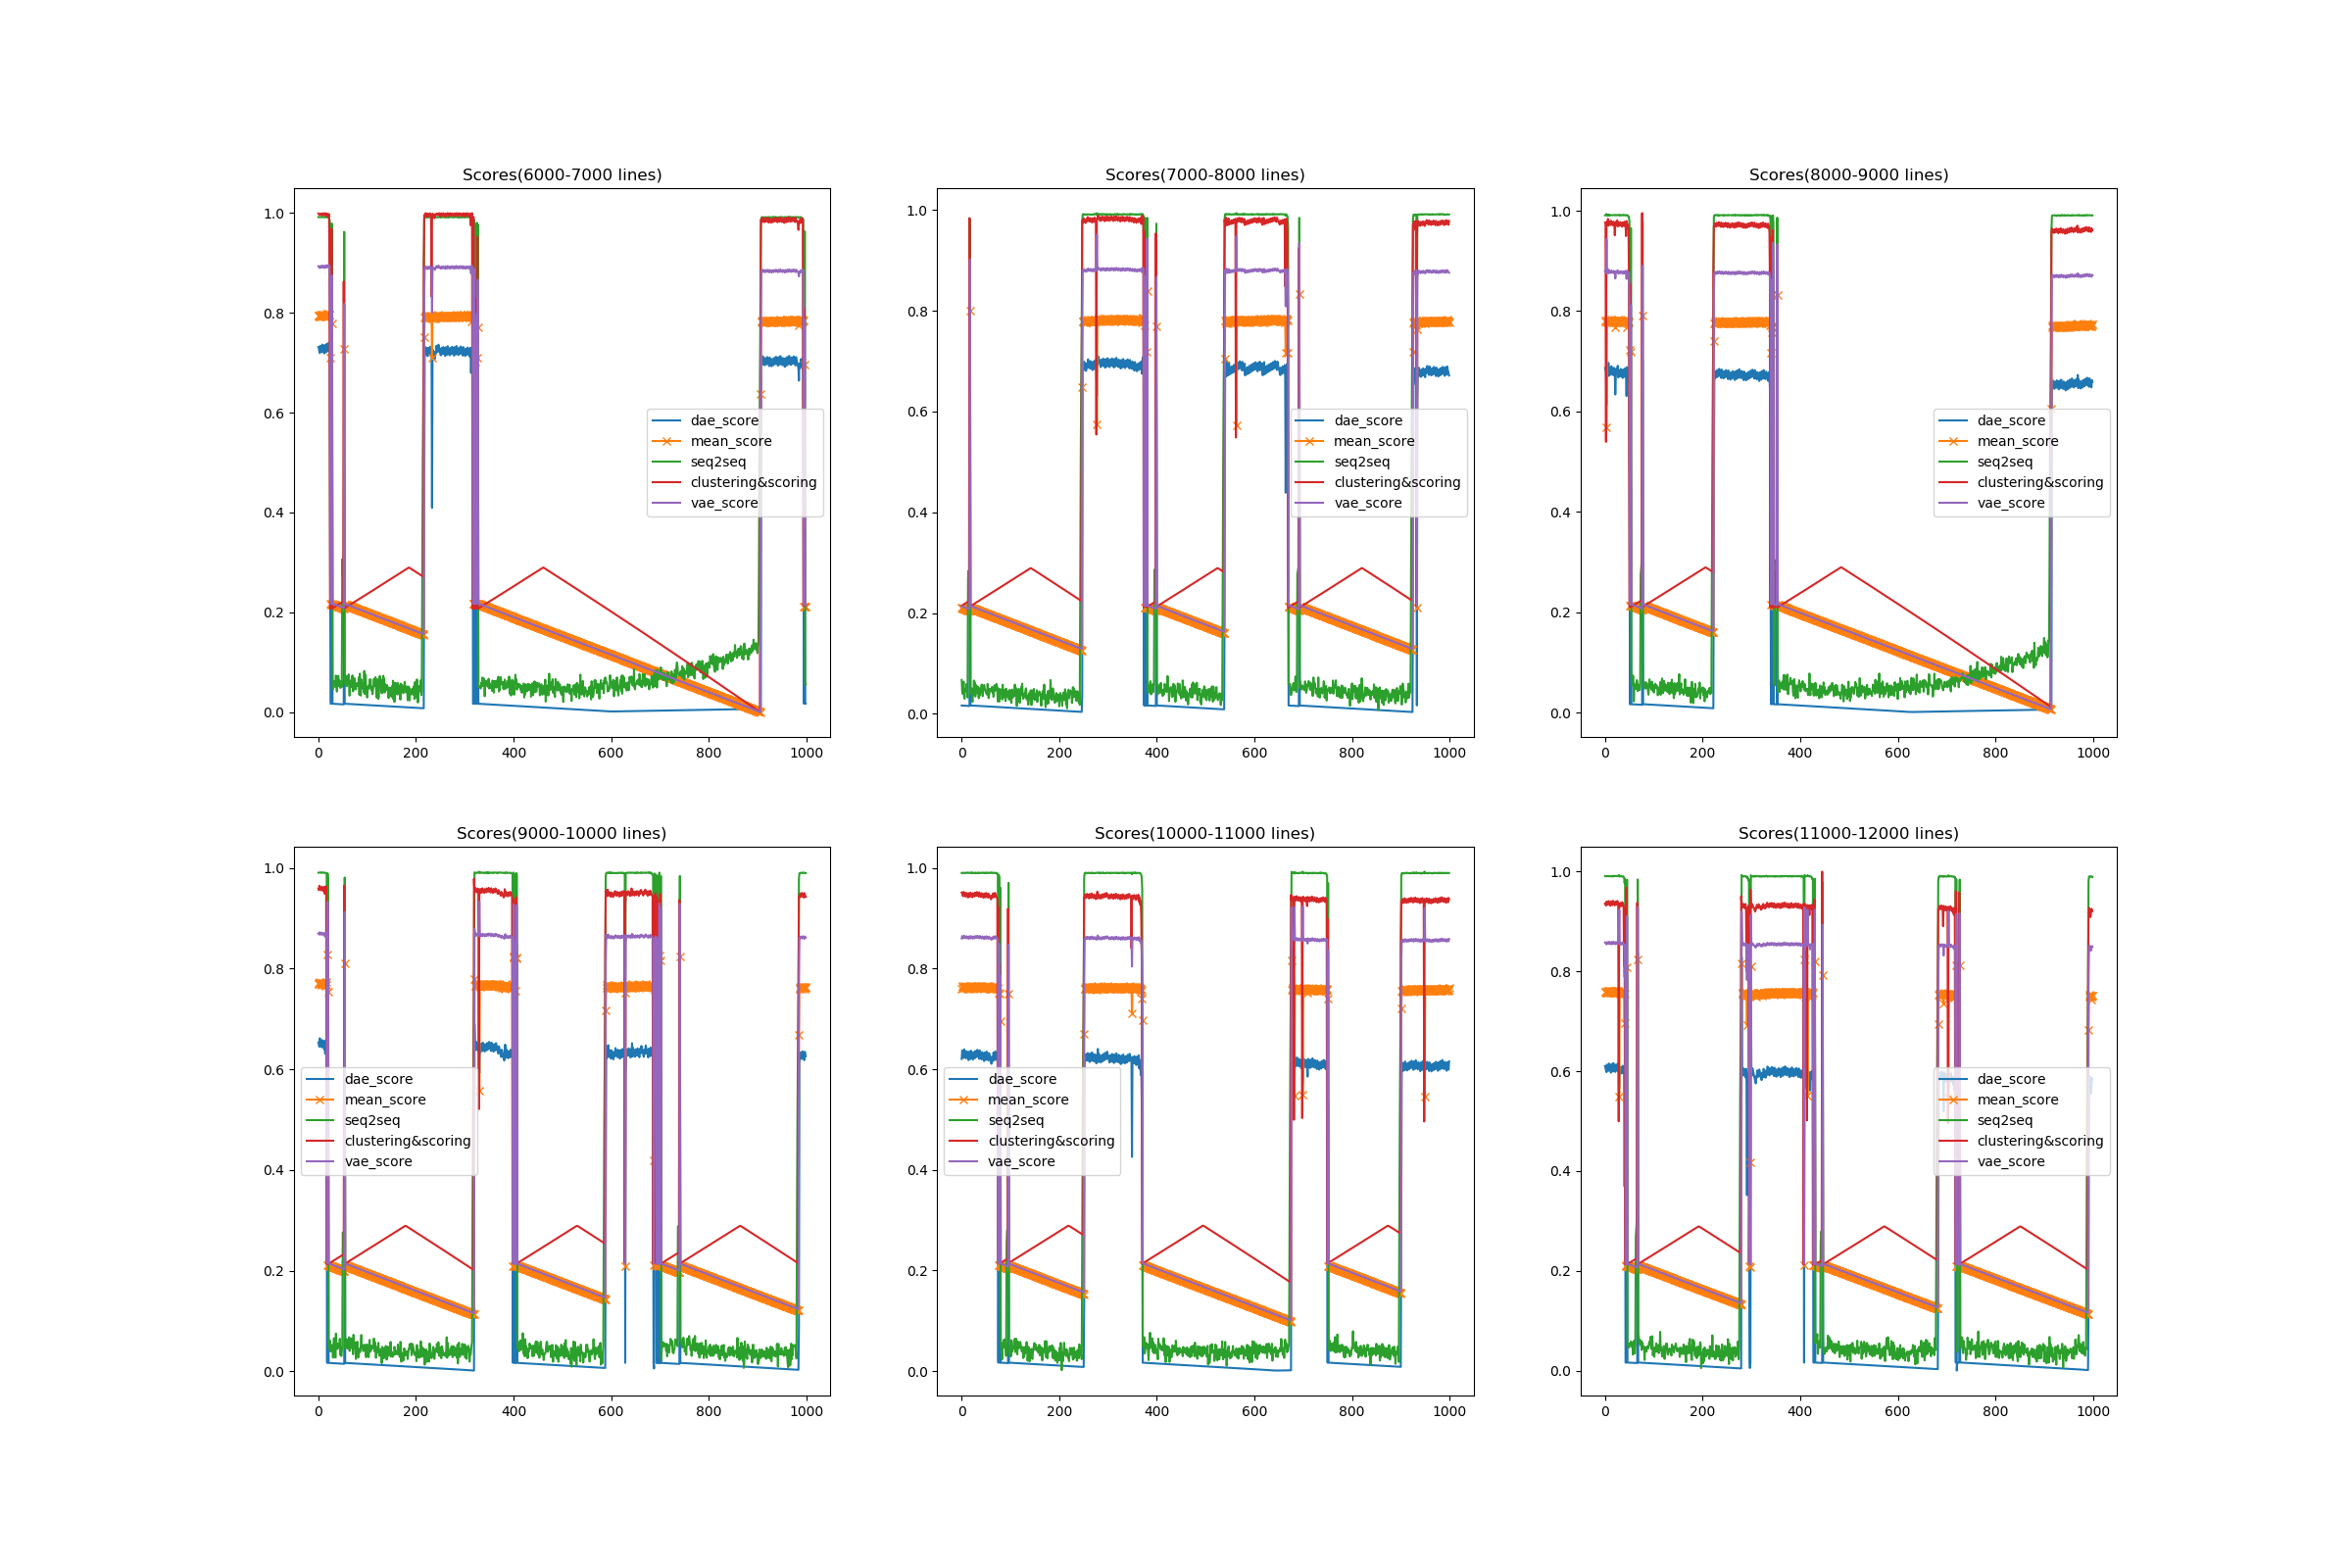 Scores(6000-7000 lines)
1.0
0.8
0.6
0.4
0.2
0.0
0 200 400 600 800 1000
dae_score
mean_score
seq2seq
clustering&scoring
vae_score
Scores(7000-8000 lines)
1.0
0.8
0.6
0.4
0.2
0.0
0 200 400 600 800 1000
dae_score
mean_score
seq2seq
clustering&scoring
vae_score
Scores(8000-9000 lines)
1.0
0.8
0.6
0.4
0.2
0.0
0 200 400 600 800 1000
dae_score
mean_score
seq2seq
clustering&scoring
vae_score
Scores(9000-10000 lines)
1.0
0.8
0.6
0.4
0.2
0.0
0 200 400 600 800 1000
dae_score
mean_score
seq2seq
clustering&scoring
vae_score
Scores(10000-11000 lines)
1.0
0.8
0.6
0.4
0.2
0.0
0 200 400 600 800 1000
dae_score
mean_score
seq2seq
clustering&scoring
vae_score
Scores(11000-12000 lines)
1.0
0.8
0.6
0.4
0.2
0.0
0 200 400 600 800 1000
dae_score
mean_score
seq2seq
clustering&scoring
vae_score